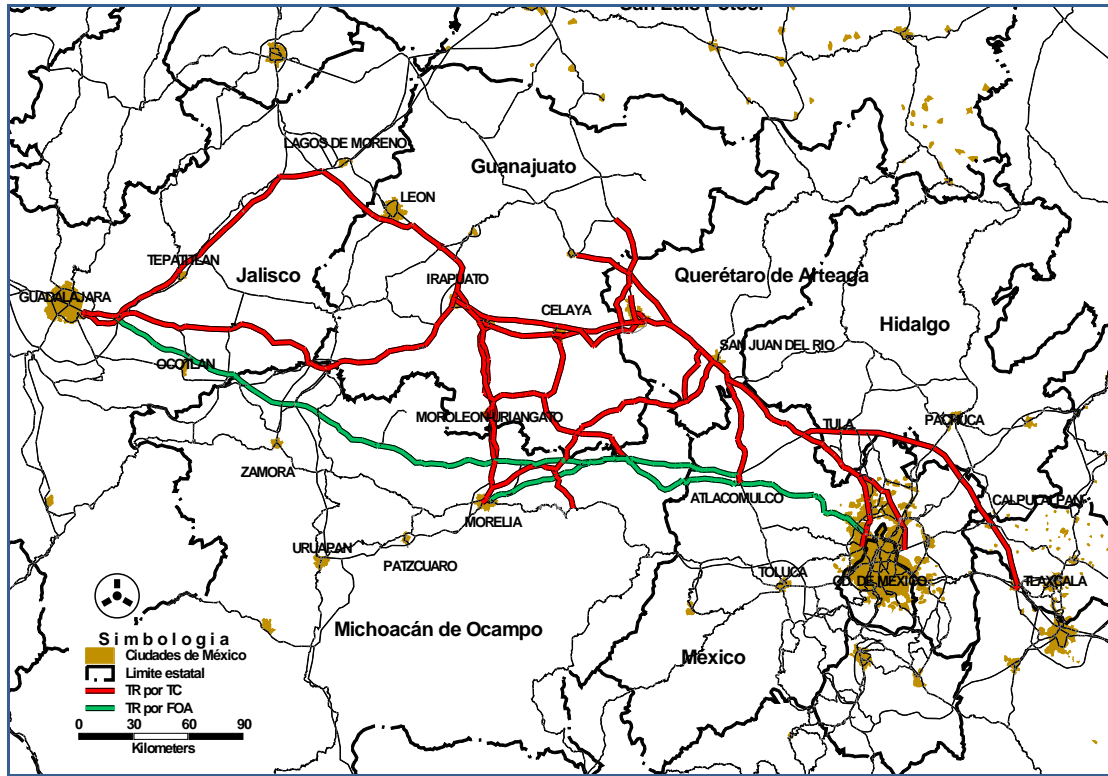 San Luis Potosí
LAGOS DE MORENO
Guanajuato
LEON
TEPATITLAN
Jalisco
IRAPUATO
Querétaro de Arteaga
GUADALAJARA
CELAYA
Hidalgo
SAN JUAN DEL RIO
OCOTLAN
MOROLEON-URIANGATO
TULA
PACHUCA
ZAMORA
ATLACOMULCO
CALPULALPAN
MORELIA
URUAPAN
PATZCUARO
TOLUCA
CD. DE MEXICO
TLAXCALA
Michoacán de Ocampo
México
Simbologia
Ciudades de México
Limite estatal
TR por TC
TR por FOA
0 30 60 90
Kilometers